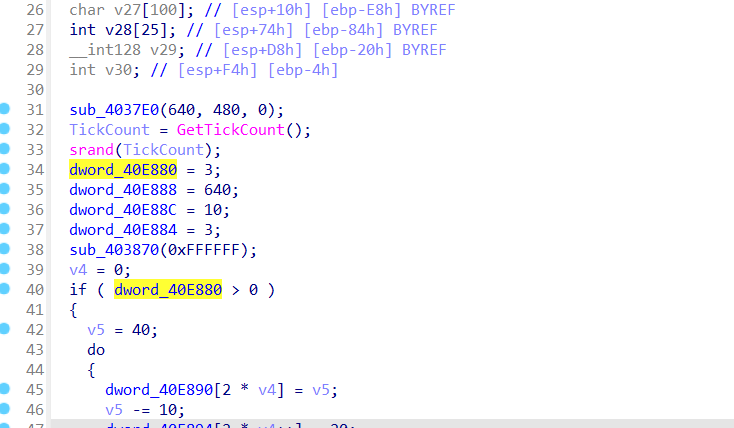 26 char v27[100]; // [esp+10h] [ebp-E8h] BYREF
27 int v28[25]; // [esp+74h] [ebp-84h] BYREF
28 __int128 v29; // [esp+D8h] [ebp-20h] BYREF
29 int v30; // [esp+F4h] [ebp-4h]
30
31 sub_4037E0(640, 480, 0);
32 TickCount = GetTickCount();
33 srand(TickCount);
34 dword_40E880 = 3;
35 dword_40E888 = 640;
36 dword_40E88C = 10;
37 dword_40E884 = 3;
38 sub_403870(0xFFFFFF);
39 v4 = 0;
40 if ( dword_40E880 > 0 )
41 {
42 v5 = 40;
43 do
44 {
45 dword_40E890[2 * v4] = v5;
46 v5 -= 10;
47 dword_40E894[2 * v4++] = 20;